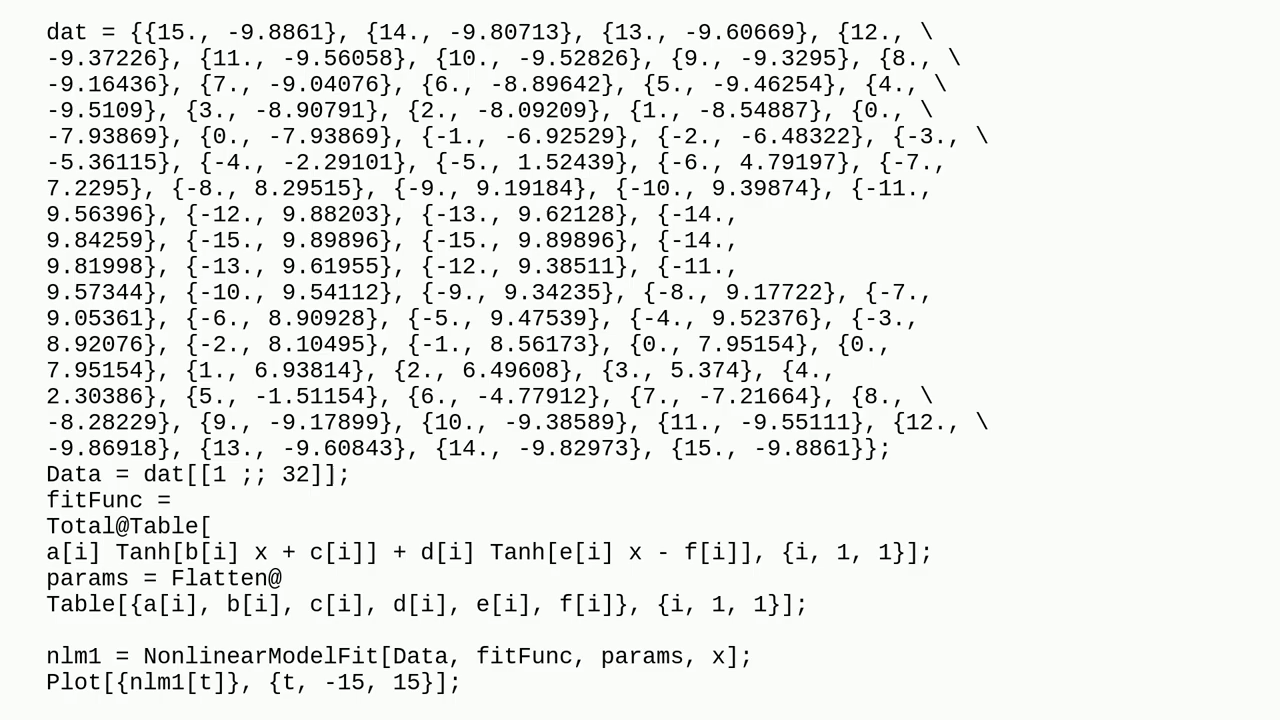 dat = {{15., -9.8861}, {14., -9.80713}, {13., -9.60669}, {12., \
-9.37226}, {11., -9.56058}, {10., -9.52826}, {9., -9.3295}, {8., \
-9.16436}, {7., -9.04076}, {6., -8.89642}, {5., -9.46254}, {4., \
-9.5109}, {3., -8.90791}, {2., -8.09209}, {1., -8.54887}, {0., \
-7.93869}, {0., -7.93869}, {-1., -6.92529}, {-2., -6.48322}, {-3., \
-5.36115}, {-4., -2.29101}, {-5., 1.52439}, {-6., 4.79197}, {-7.,
7.2295}, {-8., 8.29515}, {-9., 9.19184}, {-10., 9.39874}, {-11.,
9.56396}, {-12., 9.88203}, {-13., 9.62128}, {-14.,
9.84259}, {-15., 9.89896}, {-15., 9.89896}, {-14.,
9.81998}, {-13., 9.61955}, {-12., 9.38511}, {-11.,
9.57344}, {-10., 9.54112}, {-9., 9.34235}, {-8., 9.17722}, {-7.,
9.05361}, {-6., 8.90928}, {-5., 9.47539}, {-4., 9.52376}, {-3.,
8.92076}, {-2., 8.10495}, {-1., 8.56173}, {0., 7.95154}, {0.,
7.95154}, {1., 6.93814}, {2., 6.49608}, {3., 5.374}, {4.,
2.30386}, {5., -1.51154}, {6., -4.77912}, {7., -7.21664}, {8., \
-8.28229}, {9., -9.17899}, {10., -9.38589}, {11., -9.55111}, {12., \
-9.86918}, {13., -9.60843}, {14., -9.82973}, {15., -9.8861}};
Data = dat[[1 ;; 32]];
fitFunc =
Total@Table[
a[i] Tanh[b[i] x + c[i]] + d[i] Tanh[e[i] x - f[i]], {i, 1, 1}];
params = Flatten@
Table[{a[i], b[i], c[i], d[i], e[i], f[i]}, {i, 1, 1}];
nlm1 = NonlinearModelFit[Data, fitFunc, params, x];
Plot[{nlm1[t]}, {t, -15, 15}];